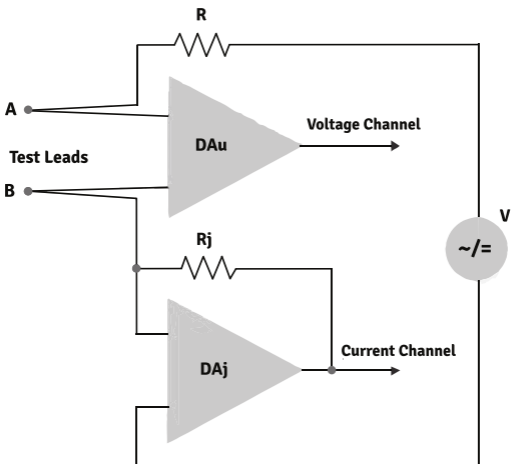 R
A
DAu
Voltage Channel
Test Leads
B
V
~/=
Rj
Current Channel
DAj